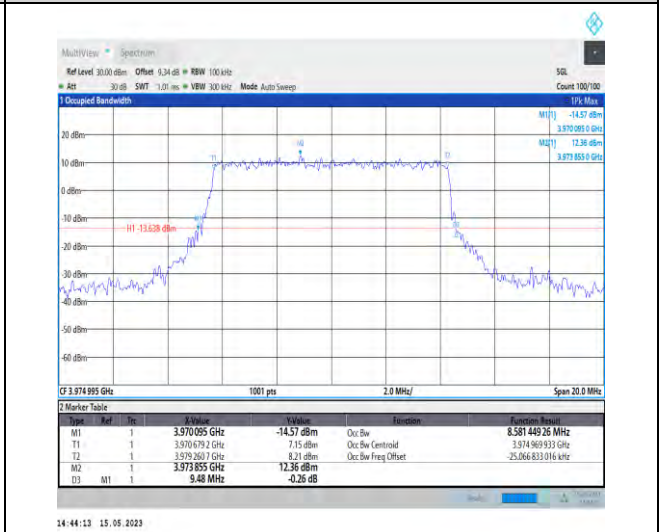 MultiView Spectrum
Ref Level 30.00 dBm Offset 9.34 dB RBW 100 kHz SGL
Att 30 dB SWT 1.01 ms VBW 300 kHz Mode Auto Sweep Count 100/100
1 Occupied Bandwidth 1Pk Max
M1[1] -14.57 dBm
3.970 095 0 GHz
M2[1] 12.36 dBm
3.973 855 0 GHz
20 dBm
M2
T1 T2
10 dBm
0 dBm
-10 dBm
H1 -13.638 dBm
-20 dBm
-30 dBm
-40 dBm
-50 dBm
-60 dBm
CF 3.974 995 GHz 1001 pts 2.0 MHz/ Span 20.0 MHz
2 Marker Table
Type Ref Trc X-Value Y-Value Function Function Result
M1 1 3.970 095 GHz -14.57 dBm Occ Bw 8.581 449 26 MHz
T1 1 3.970 679 2 GHz 7.15 dBm Occ Bw Centroid 3.974 969 933 GHz
T2 1 3.979 260 7 GHz 8.21 dBm Occ Bw Freq Offset -25.066 833 016 kHz
M2 1 3.973 855 GHz 12.36 dBm
D3 M1 1 9.48 MHz -0.26 dB
14:44:13 15.05.2023